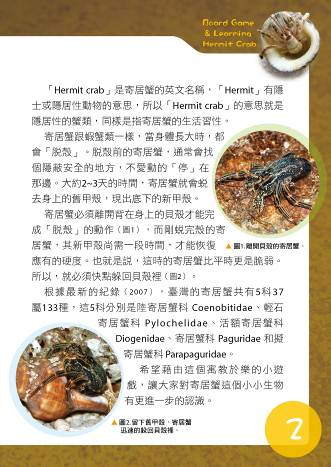 Board Game
& Learning
Hermit Crab
「Hermit crab」是寄居蟹的英文名稱,「Hermit」有隱
士或隱居性動物的意思,所以「Hermit crab」的意思就是
隱居性的蟹類,同樣是指寄居蟹的生活習性。
寄居蟹跟蝦蟹類一樣,當身體長大時,都
會「脱殼」。脱殼前的寄居蟹,通常會找
個隱蔽安全的地方,不愛動的「停」在
那邊。大約2~3天的時間,寄居蟹就會蛻
去身上的舊甲殼,現出底下的新甲殼。
寄居蟹必須離開背在身上的貝殼才能完
成「脱殼」的動作(圖1),而剛蛻完殼的寄
居蟹,其新甲殼尚需一段時間,才能恢復
應有的硬度。也就是説,這時的寄居蟹比平時更是脆弱。
所以,就必須快點躲回貝殼裡(圖2)。
▲ 圖1.離開貝殼的寄居蟹。
根據最新的紀錄(2007),臺灣的寄居蟹共有5科37
屬133種,這5科分別是陸寄居蟹科 Coenobitidae、輕石
寄居蟹科 Pylochelidae、活額寄居蟹科
Diogenidae、寄居蟹科 Paguridae 和擬
寄居蟹科 Parapaguridae。
希望藉由這個寓教於樂的小遊
戲,讓大家對寄居蟹這個小小生物
有更進一步的認識。
▲ 圖2.留下舊甲殼,寄居蟹
迅速的躲回貝殼裡。
2